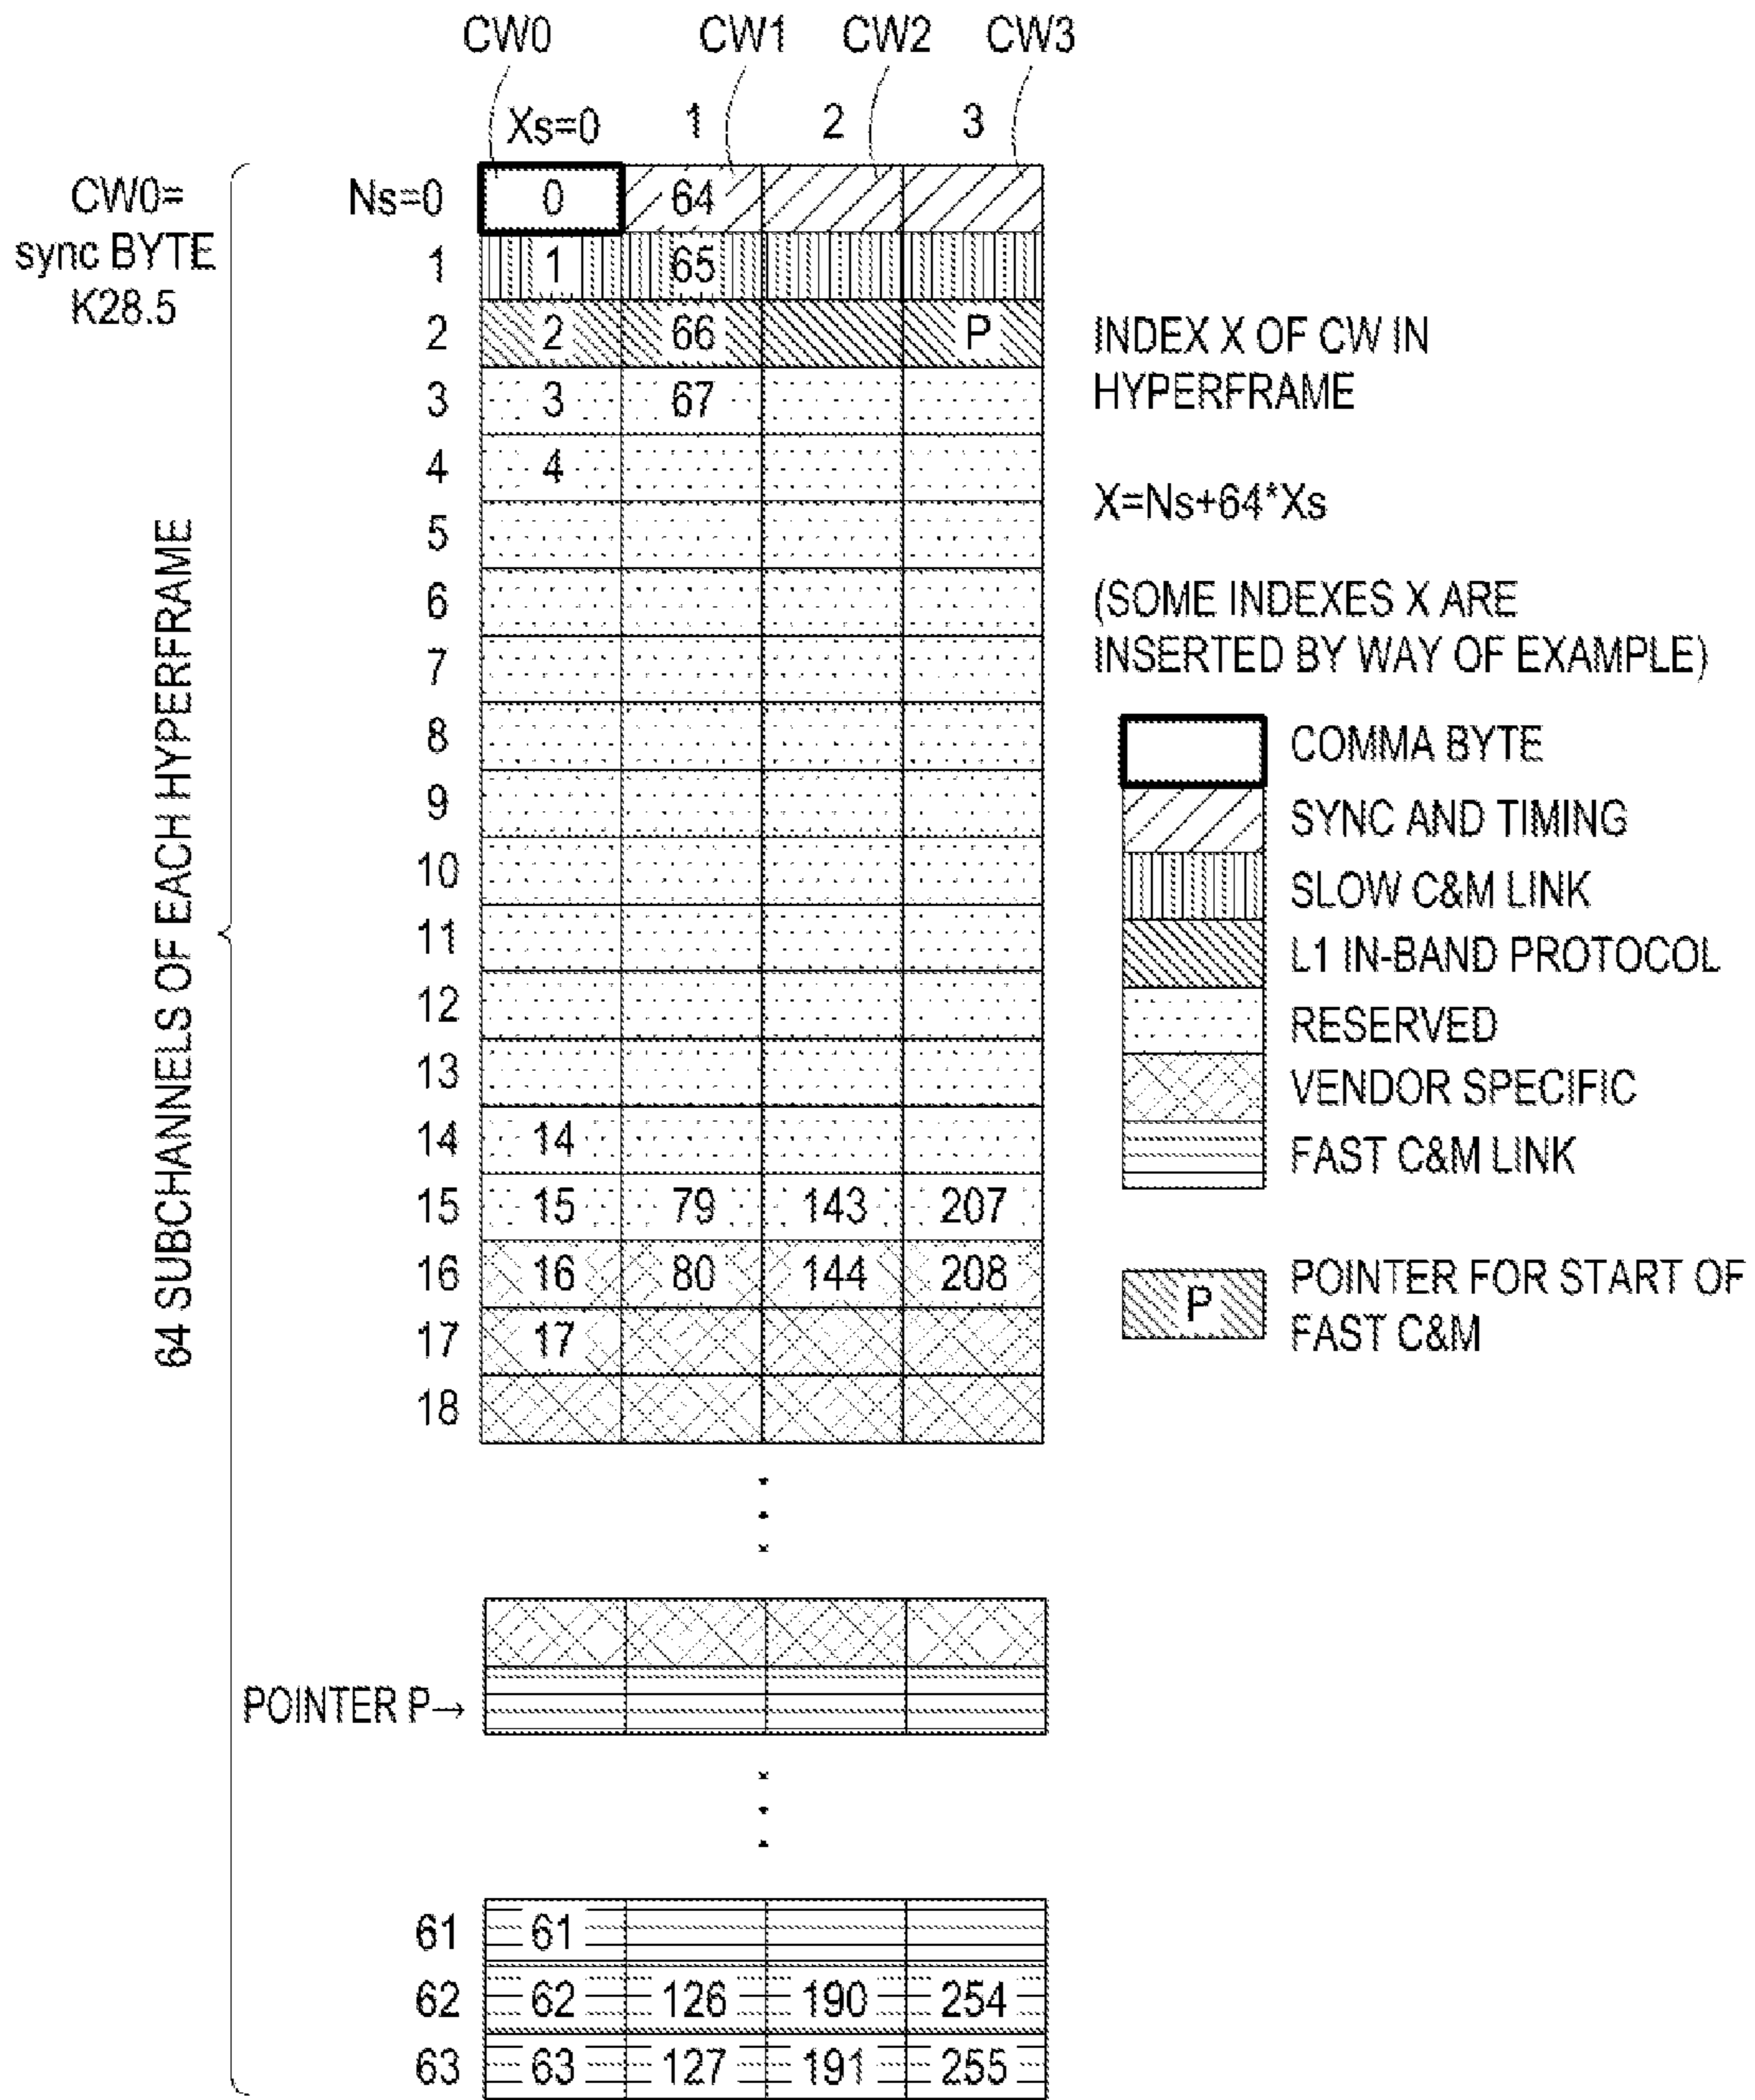 CW0 CW1 CW2 CW3
Xs=0 1 2 3
CW0=
sync BYTE
K28.5
64 SUBCHANNELS OF EACH HYPERFRAME
Ns=0 0 64
1 1 65
2 2 66 P
3 3 67
4 4
5
6
7
8
9
10
11
12
13
14 14
15 15 79 143 207
16 16 80 144 208
17 17
18
POINTER P→
61 61
62 62 126 190 254
63 63 127 191 255
INDEX X OF CW IN
HYPERFRAME
X=Ns+64*Xs
(SOME INDEXES X ARE
INSERTED BY WAY OF EXAMPLE)
COMMA BYTE
SYNC AND TIMING
SLOW C&M LINK
L1 IN-BAND PROTOCOL
RESERVED
VENDOR SPECIFIC
FAST C&M LINK
P POINTER FOR START OF
FAST C&M